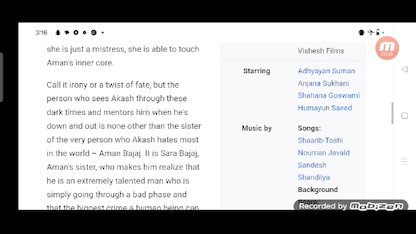 3:16
she is just a mistress, she is able to touch
Aman's inner core.
Call it irony or a twist of fate, but the
person who sees Akash through these
dark times and mentors him when he's
down and out is none other than the sister
of the very person who Akash hates most
in the world – Aman Bajaj. It is Sara Bajaj,
Aman's sister, who makes him realize that
he is an extremely talented man who is
simply going through a bad phase and
that the biggest crime a human being can
Vishesh Films
Starring
Adhyayan Suman
Anjana Sukhani
Shahana Goswami
Humayun Saeed
Music by
Songs:
Shaarib-Toshi
Nouman Javaid
Sandesh
Shandilya
Background
Recorded by Mobizen